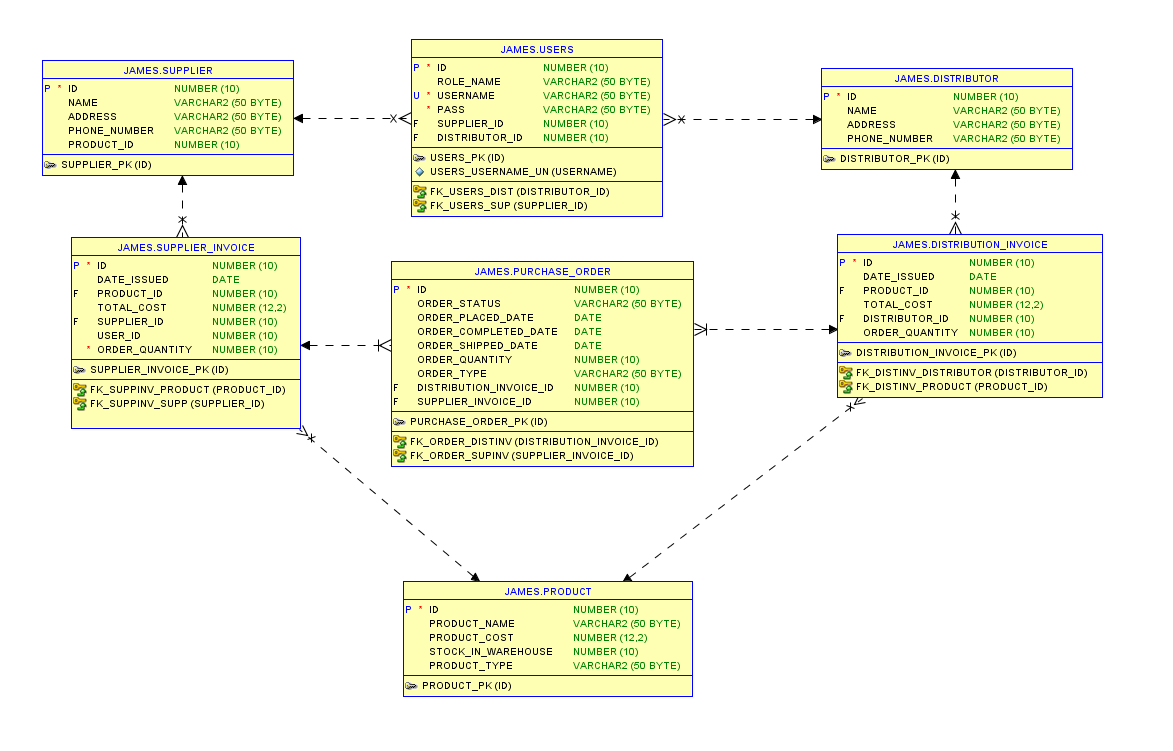 JAMES.SUPPLIER
P * ID NUMBER (10)
NAME VARCHAR2 (50 BYTE)
ADDRESS VARCHAR2 (50 BYTE)
PHONE_NUMBER VARCHAR2 (50 BYTE)
PRODUCT_ID NUMBER (10)
SUPPLIER_PK (ID)
JAMES.USERS
P * ID NUMBER (10)
ROLE_NAME VARCHAR2 (50 BYTE)
U * USERNAME VARCHAR2 (50 BYTE)
* PASS VARCHAR2 (50 BYTE)
F SUPPLIER_ID NUMBER (10)
F DISTRIBUTOR_ID NUMBER (10)
USERS_PK (ID)
USERS_USERNAME_UN (USERNAME)
FK_USERS_DIST (DISTRIBUTOR_ID)
FK_USERS_SUP (SUPPLIER_ID)
JAMES.DISTRIBUTOR
P * ID NUMBER (10)
NAME VARCHAR2 (50 BYTE)
ADDRESS VARCHAR2 (50 BYTE)
PHONE_NUMBER VARCHAR2 (50 BYTE)
DISTRIBUTOR_PK (ID)
JAMES.SUPPLIER_INVOICE
P * ID NUMBER (10)
DATE_ISSUED DATE
F PRODUCT_ID NUMBER (10)
TOTAL_COST NUMBER (12,2)
F SUPPLIER_ID NUMBER (10)
USER_ID NUMBER (10)
* ORDER_QUANTITY NUMBER (10)
SUPPLIER_INVOICE_PK (ID)
FK_SUPPINV_PRODUCT (PRODUCT_ID)
FK_SUPPINV_SUPP (SUPPLIER_ID)
JAMES.PURCHASE_ORDER
P * ID NUMBER (10)
ORDER_STATUS VARCHAR2 (50 BYTE)
ORDER_PLACED_DATE DATE
ORDER_COMPLETED_DATE DATE
ORDER_SHIPPED_DATE DATE
ORDER_QUANTITY NUMBER (10)
ORDER_TYPE VARCHAR2 (50 BYTE)
F DISTRIBUTION_INVOICE_ID NUMBER (10)
F SUPPLIER_INVOICE_ID NUMBER (10)
PURCHASE_ORDER_PK (ID)
FK_ORDER_DISTINV (DISTRIBUTION_INVOICE_ID)
FK_ORDER_SUPINV (SUPPLIER_INVOICE_ID)
JAMES.DISTRIBUTION_INVOICE
P * ID NUMBER (10)
DATE_ISSUED DATE
F PRODUCT_ID NUMBER (10)
TOTAL_COST NUMBER (12,2)
F DISTRIBUTOR_ID NUMBER (10)
ORDER_QUANTITY NUMBER (10)
DISTRIBUTION_INVOICE_PK (ID)
FK_DISTINV_DISTRIBUTOR (DISTRIBUTOR_ID)
FK_DISTINV_PRODUCT (PRODUCT_ID)
JAMES.PRODUCT
P * ID NUMBER (10)
PRODUCT_NAME VARCHAR2 (50 BYTE)
PRODUCT_COST NUMBER (12,2)
STOCK_IN_WAREHOUSE NUMBER (10)
PRODUCT_TYPE VARCHAR2 (50 BYTE)
PRODUCT_PK (ID)